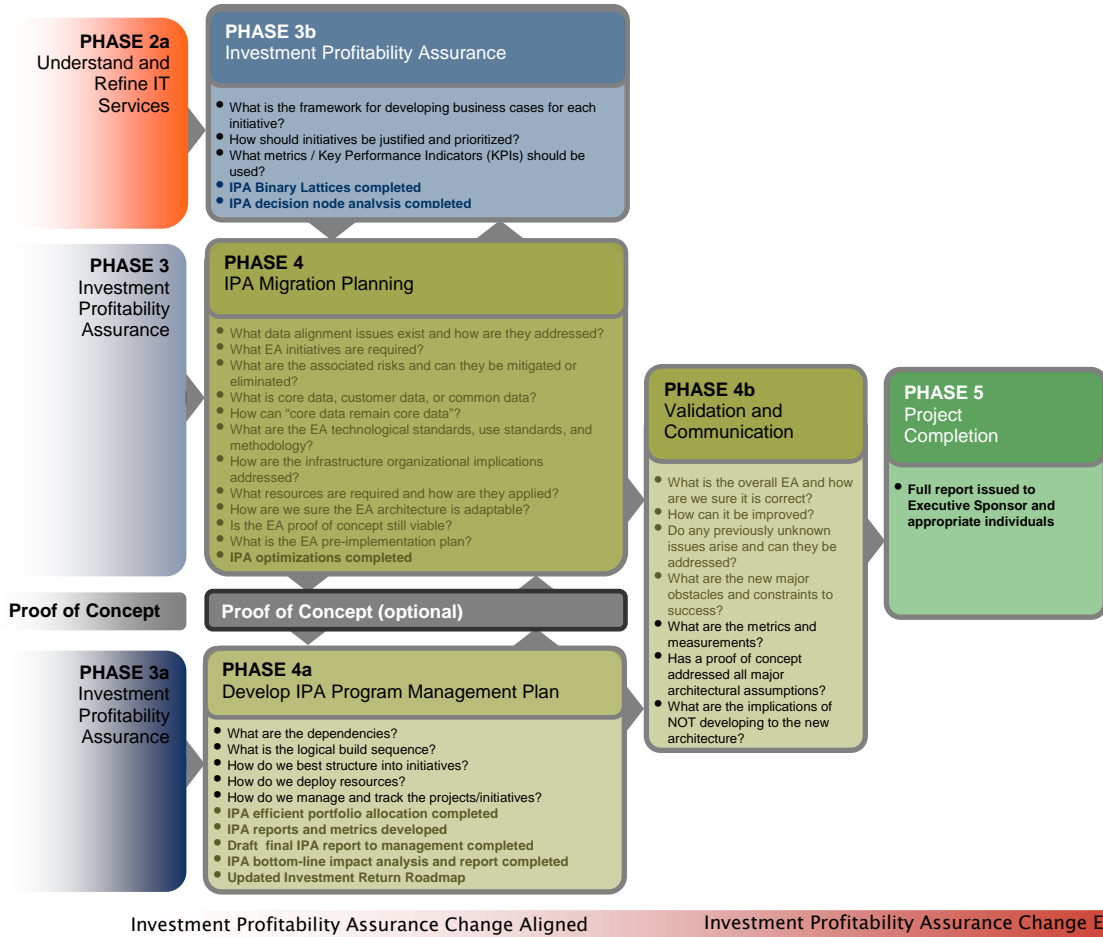 PHASE 2a
Understand and
Refine IT
Services
PHASE 3b
Investment Profitability Assurance
• What is the framework for developing business cases for each
initiative?
• How should initiatives be justified and prioritized?
• What metrics / Key Performance Indicators (KPIs) should be
used?
• IPA Binary Lattices completed
• IPA decision node analysis completed
PHASE 3
Investment
Profitability
Assurance
PHASE 4
IPA Migration Planning
• What data alignment issues exist and how are they addressed?
• What EA initiatives are required?
• What are the associated risks and can they be mitigated or
eliminated?
• What is core data, customer data, or common data?
• How can “core data remain core data”?
• What are the EA technological standards, use standards, and
methodology?
• How are the infrastructure organizational implications
addressed?
• What resources are required and how are they applied?
• How are we sure the EA architecture is adaptable?
• Is the EA proof of concept still viable?
• What is the EA pre-implementation plan?
• IPA optimizations completed
Proof of Concept
Proof of Concept (optional)
PHASE 3a
Investment
Profitability
Assurance
PHASE 4a
Develop IPA Program Management Plan
• What are the dependencies?
• What is the logical build sequence?
• How do we best structure into initiatives?
• How do we deploy resources?
• How do we manage and track the projects/initiatives?
• IPA efficient portfolio allocation completed
• IPA reports and metrics developed
• Draft final IPA report to management completed
• IPA bottom-line impact analysis and report completed
• Updated Investment Return Roadmap
PHASE 4b
Validation and
Communication
• What is the overall EA and how
are we sure it is correct?
• How can it be improved?
• Do any previously unknown
issues arise and can they be
addressed?
• What are the new major
obstacles and constraints to
success?
• What are the metrics and
measurements?
• Has a proof of concept
addressed all major
architectural assumptions?
• What are the implications of
NOT developing to the new
architecture?
PHASE 5
Project
Completion
• Full report issued to
Executive Sponsor and
appropriate individuals
Investment Profitability Assurance Change Aligned
Investment Profitability Assurance Change E